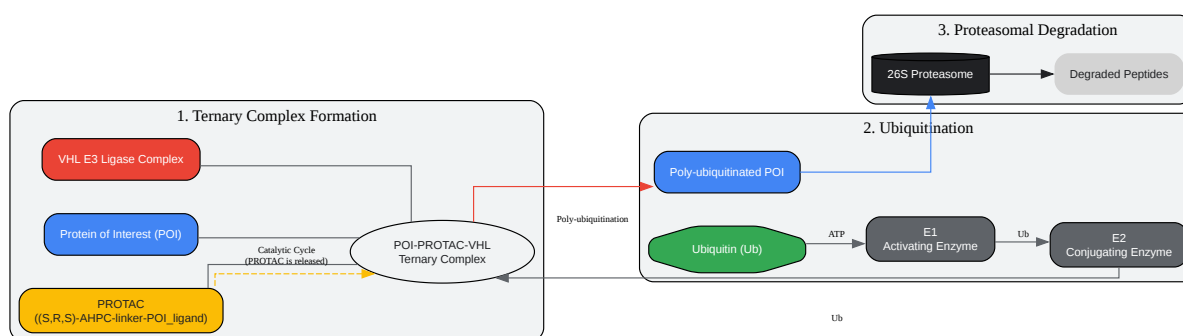 3. Proteasomal Degradation
26S Proteasome
Degraded Peptides
1. Ternary Complex Formation
VHL E3 Ligase Complex
Protein of Interest (POI)
Catalytic Cycle
(PROTAC is released)
POI-PROTAC-VHL
Ternary Complex
PROTAC
((S,R,S)-AHPC-linker-POI_ligand)
Poly-ubiquitination
2. Ubiquitination
Poly-ubiquitinated POI
Ubiquitin (Ub)
ATP
E1
Activating Enzyme
Ub
E2
Conjugating Enzyme
Ub